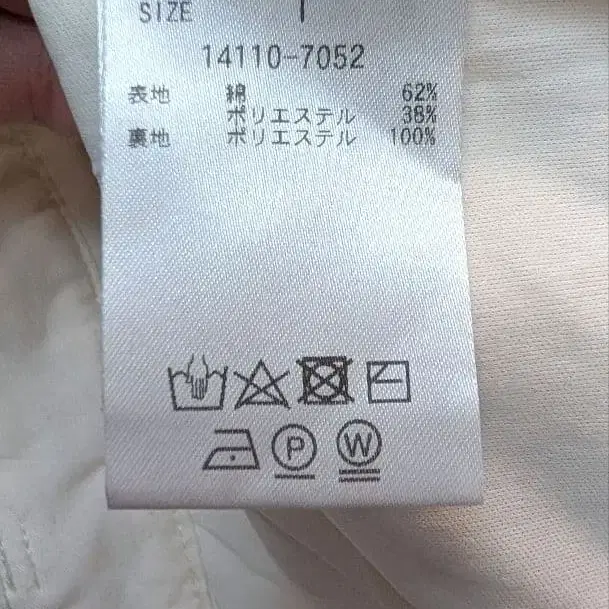 SIZE 1
14110-7052
表地 綿 62%
ポリエステル 38%
裏地 ポリエステル 100%
P W